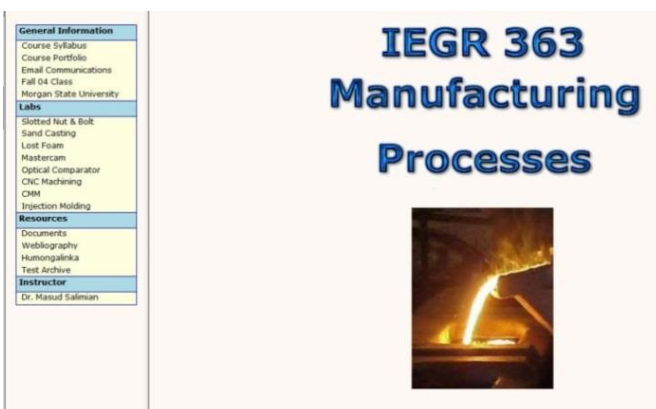 General Information
Course Syllabus
Course Portfolio
Email Communications
Fall 04 Class
Morgan State University
Labs
Slotted Nut & Bolt
Sand Casting
Lost Foam
Mastercam
Optical Comparator
CNC Machining
CMM
Injection Molding
Resources
Documents
Webliography
Humongalinka
Test Archive
Instructor
Dr. Masud Salimian
IEGR 363
Manufacturing
Processes